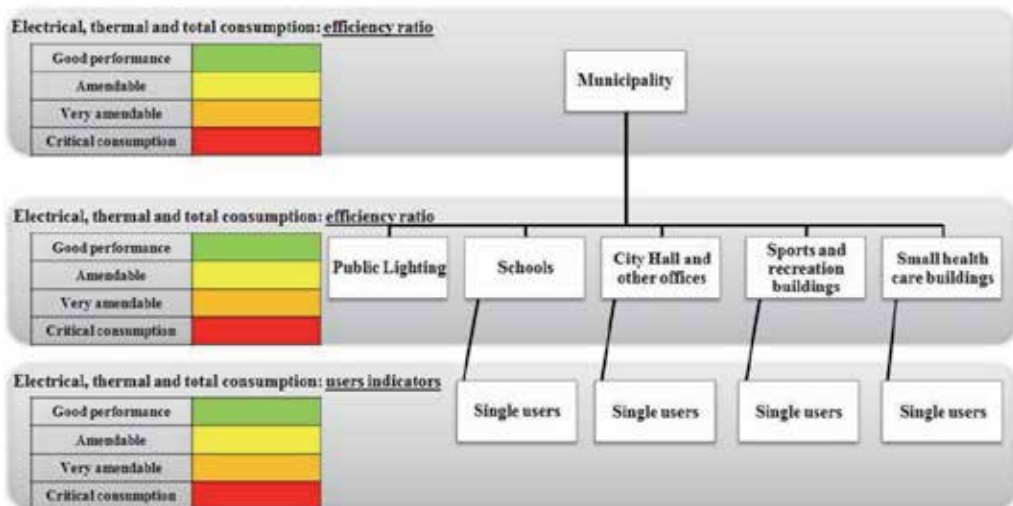 Electrical, thermal and total consumption: efficiency ratio
Good performance
Amendable
Very amendable
Critical consumption
Municipality
Electrical, thermal and total consumption: efficiency ratio
Good performance
Amendable
Very amendable
Critical consumption
Public Lighting
Schools
City Hall and
other offices
Sports and
recreation
buildings
Small health
care buildings
Electrical, thermal and total consumption: users indicators
Good performance
Amendable
Very amendable
Critical consumption
Single users
Single users
Single users
Single users